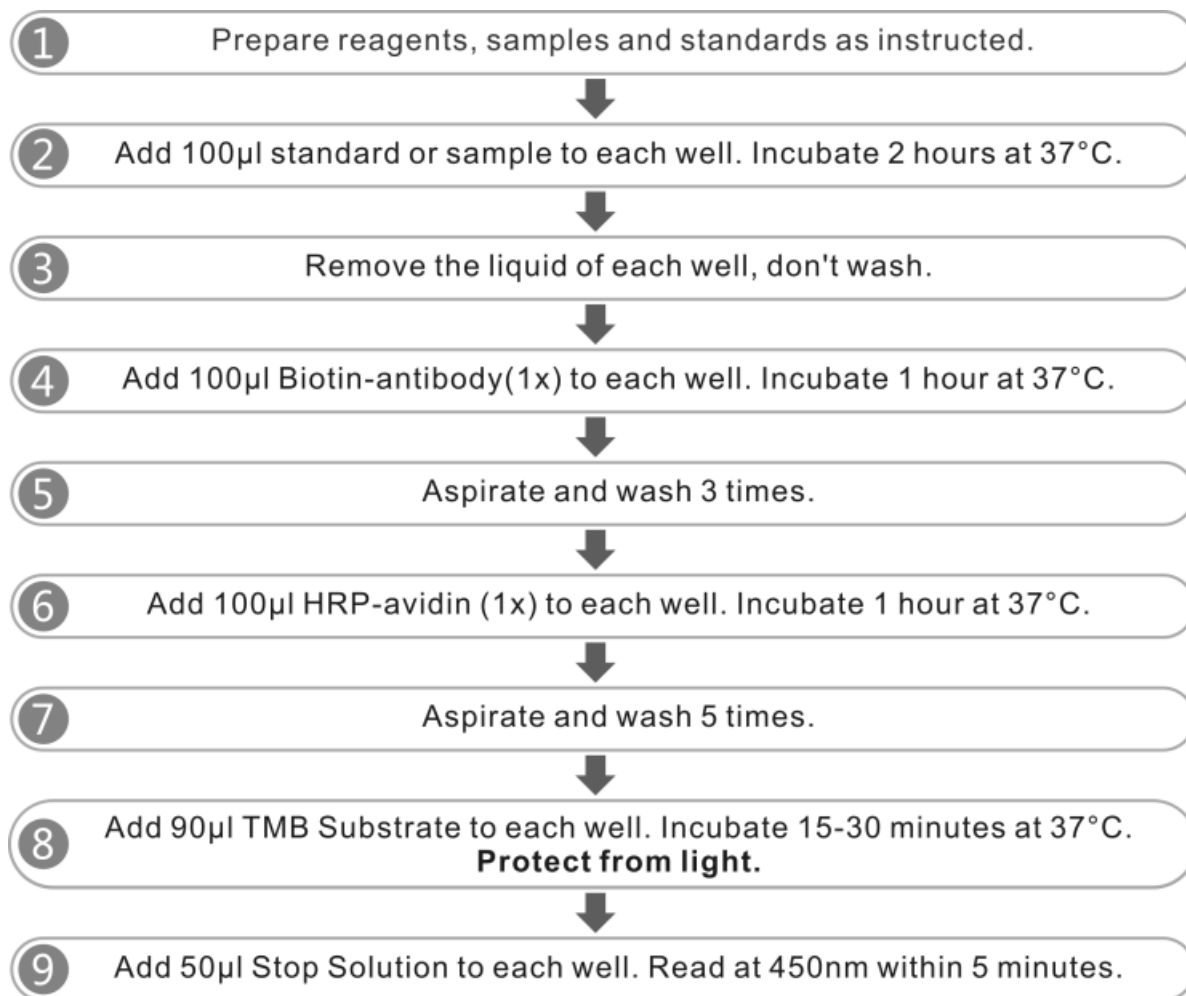 1 Prepare reagents, samples and standards as instructed.
2 Add 100µl standard or sample to each well. Incubate 2 hours at 37°C.
3 Remove the liquid of each well, don't wash.
4 Add 100µl Biotin-antibody(1x) to each well. Incubate 1 hour at 37°C.
5 Aspirate and wash 3 times.
6 Add 100µl HRP-avidin (1x) to each well. Incubate 1 hour at 37°C.
7 Aspirate and wash 5 times.
8 Add 90µl TMB Substrate to each well. Incubate 15-30 minutes at 37°C.
Protect from light.
9 Add 50µl Stop Solution to each well. Read at 450nm within 5 minutes.